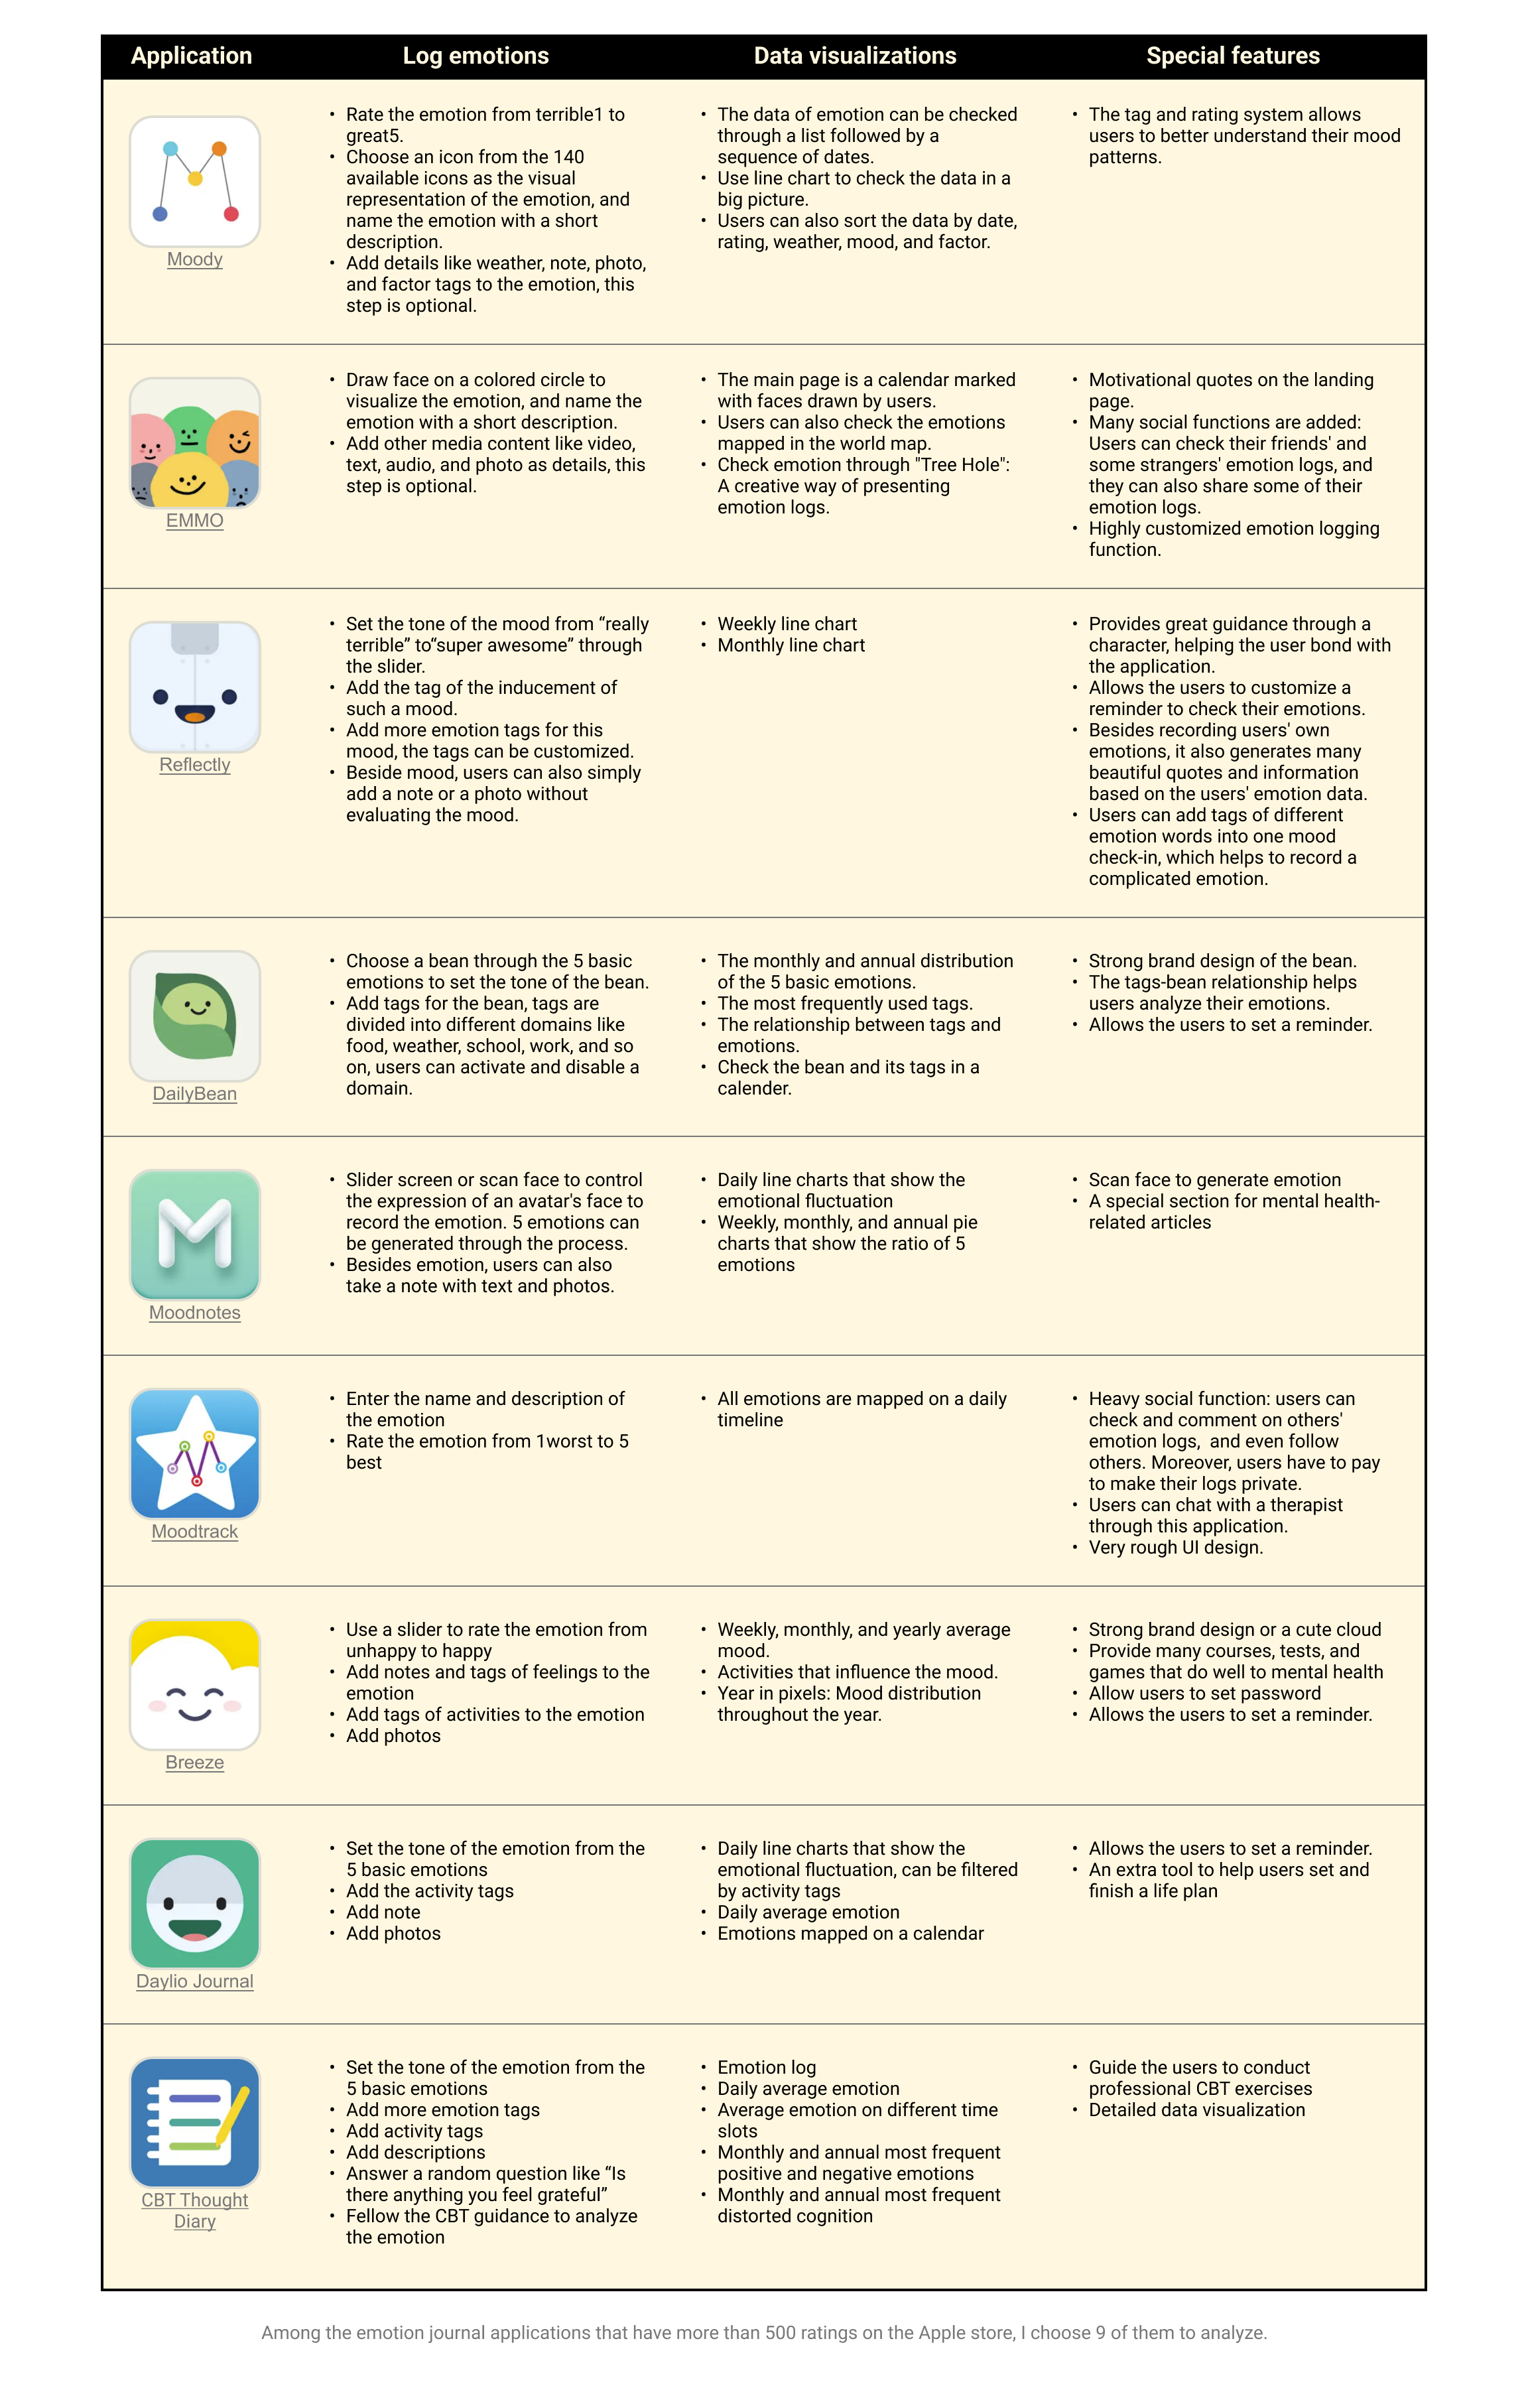 Application
Log emotions
Data visualizations
Special features
Moody
• Rate the emotion from terrible1 to
great5.
• Choose an icon from the 140
available icons as the visual
representation of the emotion, and
name the emotion with a short
description.
• Add details like weather, note, photo,
and factor tags to the emotion, this
step is optional.
• The data of emotion can be checked
through a list followed by a
sequence of dates.
• Use line chart to check the data in a
big picture.
• Users can also sort the data by date,
rating, weather, mood, and factor.
• The tag and rating system allows
users to better understand their mood
patterns.
EMMO
• Draw face on a colored circle to
visualize the emotion, and name the
emotion with a short description.
• Add other media content like video,
text, audio, and photo as details, this
step is optional.
• The main page is a calendar marked
with faces drawn by users.
• Users can also check the emotions
mapped in the world map.
• Check emotion through "Tree Hole":
A creative way of presenting
emotion logs.
• Motivational quotes on the landing
page.
• Many social functions are added:
Users can check their friends' and
some strangers' emotion logs, and
they can also share some of their
emotion logs.
• Highly customized emotion logging
function.
Reflectly
• Set the tone of the mood from “really
terrible” to“super awesome” through
the slider.
• Add the tag of the inducement of
such a mood.
• Add more emotion tags for this
mood, the tags can be customized.
• Beside mood, users can also simply
add a note or a photo without
evaluating the mood.
• Weekly line chart
• Monthly line chart
• Provides great guidance through a
character, helping the user bond with
the application.
• Allows the users to customize a
reminder to check their emotions.
• Besides recording users' own
emotions, it also generates many
beautiful quotes and information
based on the users' emotion data.
• Users can add tags of different
emotion words into one mood
check-in, which helps to record a
complicated emotion.
DailyBean
• Choose a bean through the 5 basic
emotions to set the tone of the bean.
• Add tags for the bean, tags are
divided into different domains like
food, weather, school, work, and so
on, users can activate and disable a
domain.
• The monthly and annual distribution
of the 5 basic emotions.
• The most frequently used tags.
• The relationship between tags and
emotions.
• Check the bean and its tags in a
calender.
• Strong brand design of the bean.
• The tags-bean relationship helps
users analyze their emotions.
• Allows the users to set a reminder.
Moodnotes
• Slider screen or scan face to control
the expression of an avatar's face to
record the emotion. 5 emotions can
be generated through the process.
• Besides emotion, users can also
take a note with text and photos.
• Daily line charts that show the
emotional fluctuation
• Weekly, monthly, and annual pie
charts that show the ratio of 5
emotions
• Scan face to generate emotion
• A special section for mental health-
related articles
Moodtrack
• Enter the name and description of
the emotion
• Rate the emotion from 1worst to 5
best
• All emotions are mapped on a daily
timeline
• Heavy social function: users can
check and comment on others'
emotion logs, and even follow
others. Moreover, users have to pay
to make their logs private.
• Users can chat with a therapist
through this application.
• Very rough UI design.
Breeze
• Use a slider to rate the emotion from
unhappy to happy
• Add notes and tags of feelings to the
emotion
• Add tags of activities to the emotion
• Add photos
• Weekly, monthly, and yearly average
mood.
• Activities that influence the mood.
• Year in pixels: Mood distribution
throughout the year.
• Strong brand design or a cute cloud
• Provide many courses, tests, and
games that do well to mental health
• Allow users to set password
• Allows the users to set a reminder.
Daylio Journal
• Set the tone of the emotion from the
5 basic emotions
• Add the activity tags
• Add note
• Add photos
• Daily line charts that show the
emotional fluctuation, can be filtered
by activity tags
• Daily average emotion
• Emotions mapped on a calendar
• Allows the users to set a reminder.
• An extra tool to help users set and
finish a life plan
CBT Thought
Diary
• Set the tone of the emotion from the
5 basic emotions
• Add more emotion tags
• Add activity tags
• Add descriptions
• Answer a random question like “Is
there anything you feel grateful”
• Fellow the CBT guidance to analyze
the emotion
• Emotion log
• Daily average emotion
• Average emotion on different time
slots
• Monthly and annual most frequent
positive and negative emotions
• Monthly and annual most frequent
distorted cognition
• Guide the users to conduct
professional CBT exercises
• Detailed data visualization
Among the emotion journal applications that have more than 500 ratings on the Apple store, I choose 9 of them to analyze.